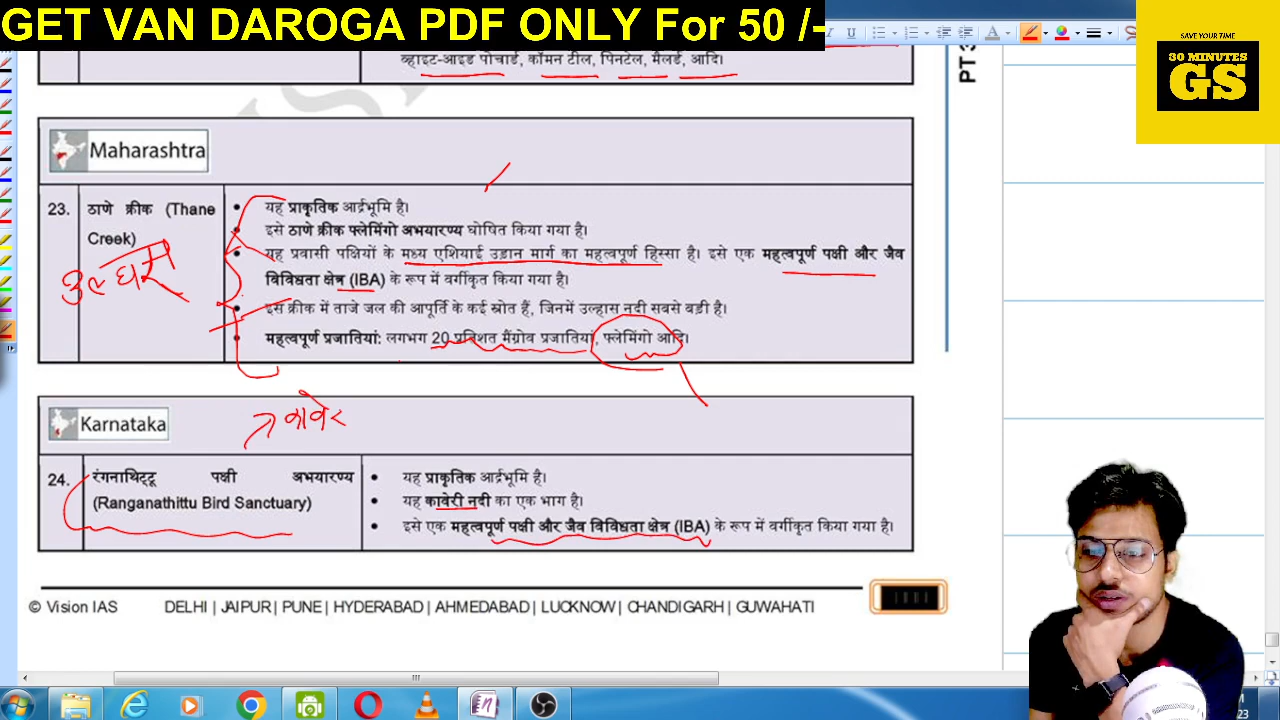 GET VAN DAROGA PDF ONLY For 50 /-
SAVE YOUR TIME
30 MINUTES
GS
PT 3
व्हाइट-आइड पोचार्ड, कॉमन टील, पिनटेल, मैलर्ड, आदि।
Maharashtra
23.
ठाणे क्रीक (Thane
Creek)
• यह प्राकृतिक आर्द्रभूमि है।
• इसे ठाणे क्रीक फ्लेमिंगो अभयारण्य घोषित किया गया है।
• यह प्रवासी पक्षियों के मध्य एशियाई उड़ान मार्ग का महत्वपूर्ण हिस्सा है। इसे एक महत्वपूर्ण पक्षी और जैव
विविधता क्षेत्र (IBA) के रूप में वर्गीकृत किया गया है।
• इस क्रीक में ताजे जल की आपूर्ति के कई स्रोत हैं, जिनमें उल्हास नदी सबसे बड़ी है।
• महत्वपूर्ण प्रजातियां: लगभग 20 प्रतिशत मैंग्रोव प्रजातियां, फ्लेमिंगो आदि।
Karnataka
24.
रंगनाथिट्टू पक्षी अभयारण्य
(Ranganathittu Bird Sanctuary)
• यह प्राकृतिक आर्द्रभूमि है।
• यह कावेरी नदी का एक भाग है।
• इसे एक महत्वपूर्ण पक्षी और जैव विविधता क्षेत्र (IBA) के रूप में वर्गीकृत किया गया है।
© Vision IAS
DELHI | JAIPUR | PUNE | HYDERABAD | AHMEDABAD | LUCKNOW | CHANDIGARH | GUWAHATI